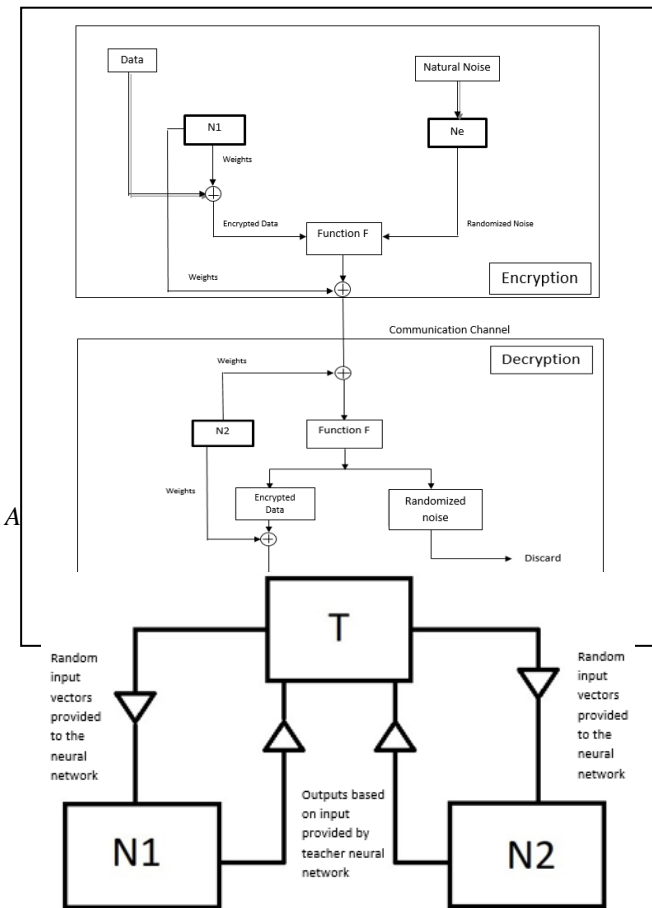 Data
Natural Noise
N1
Ne
Weights
Encrypted Data
Function F
Randomized Noise
Weights
Encryption
Communication Channel
Decryption
Weights
N2
Function F
Weights
Encrypted
Data
Randomized
noise
A
Discard
T
Random
input
vectors
provided
to the
neural
network
Random
input
vectors
provided
to the
neural
network
Outputs based
on input
provided by
teacher neural
network
N1
N2